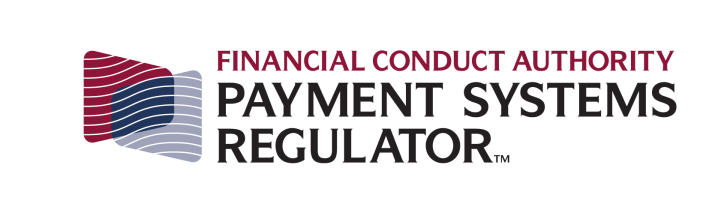 FINANCIAL CONDUCT AUTHORITY
PAYMENT SYSTEMS
REGULATOR™